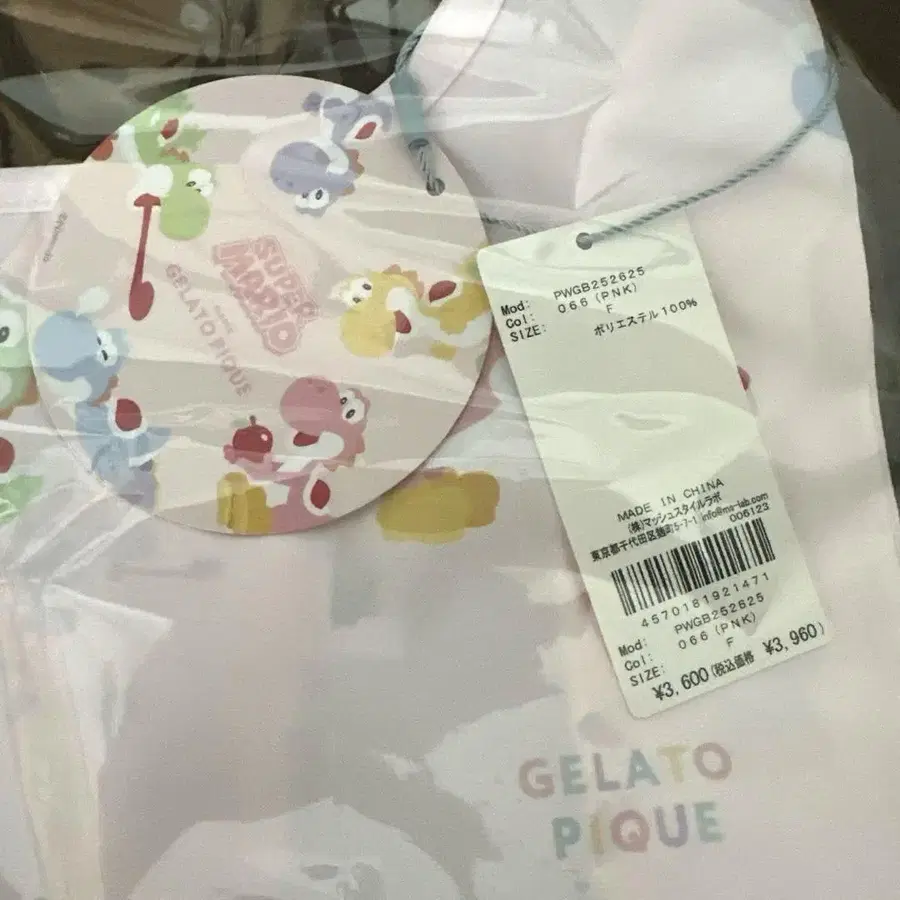 SUPER
MARIO
GELATO PIQUE
Mod: PWGB252625
Col: 066 (PNK)
SIZE: F
ポリエステル100%
MADE IN CHINA
(株)マッシュスタイルラボ
東京都千代田区麹町5-7-1 info@ms-lab.com
006123
4570181921471
Mod: PWGB252625
Col: 066 (PNK)
SIZE: F
¥3,600(税込価格 ¥3,960)
GELATO
PIQUE